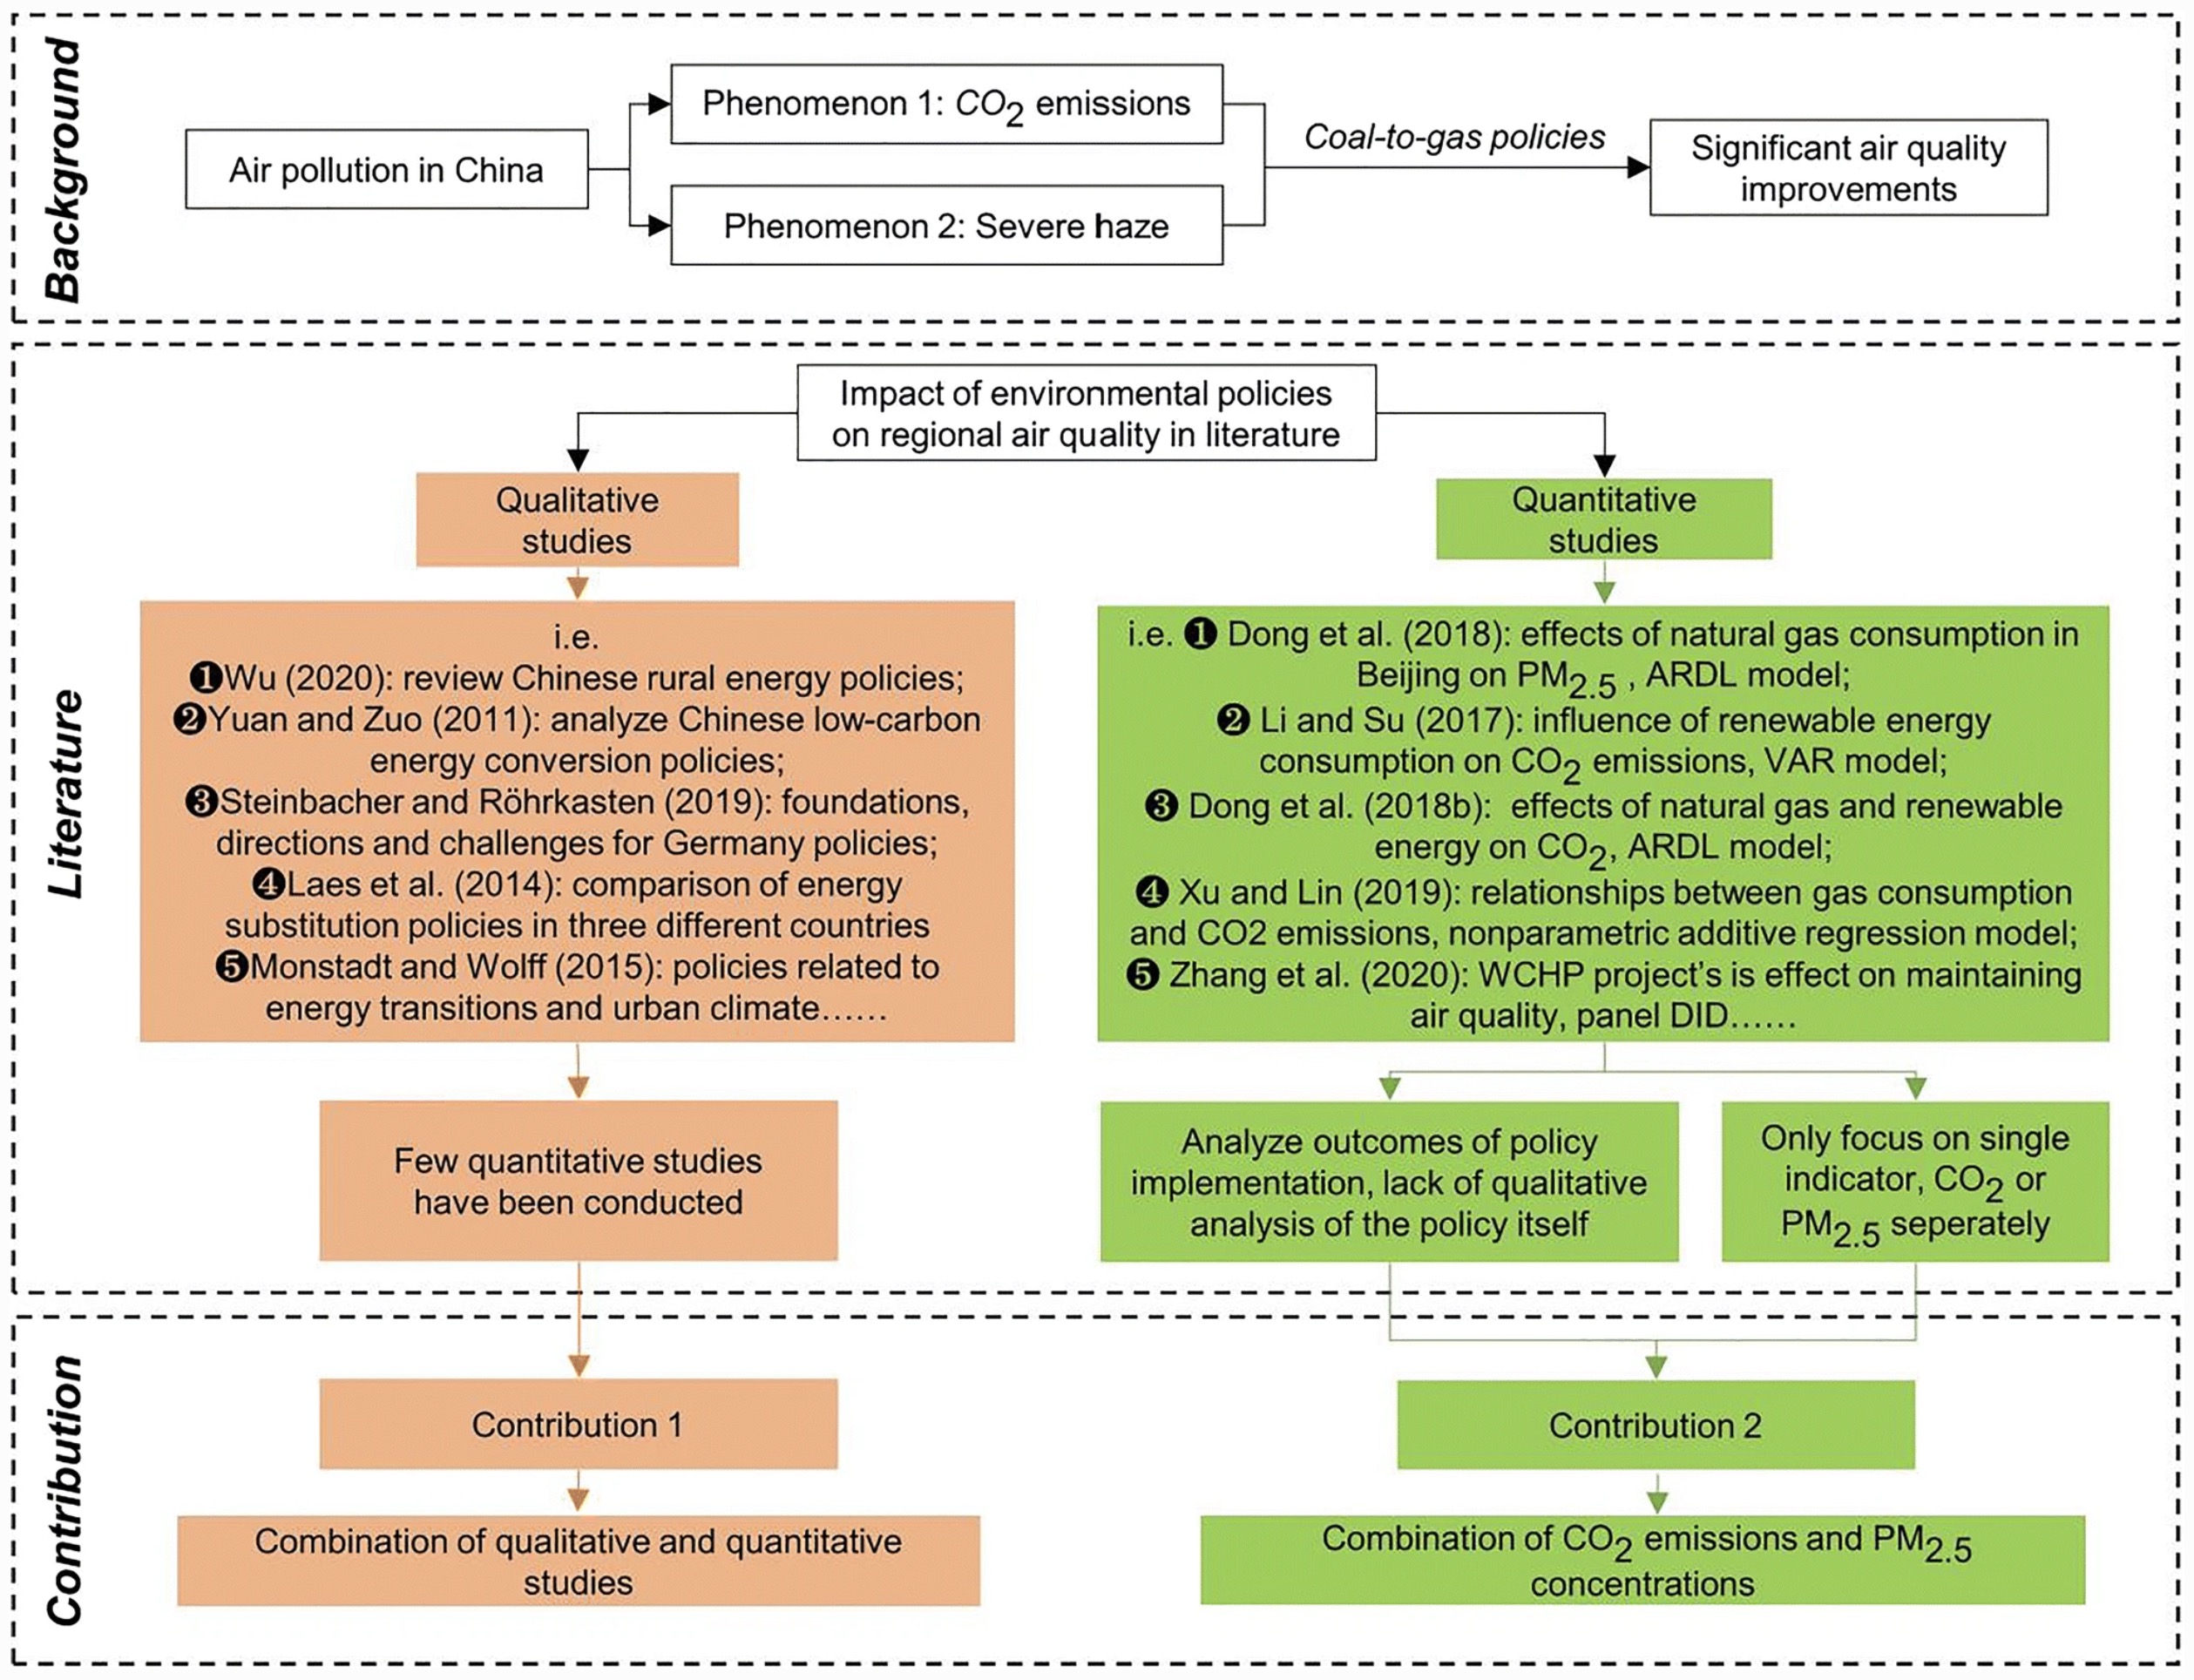 Background
Air pollution in China
Phenomenon 1: CO2 emissions
Phenomenon 2: Severe haze
Coal-to-gas policies
Significant air quality
improvements
Literature
Impact of environmental policies
on regional air quality in literature
Qualitative
studies
i.e.
❶Wu (2020): review Chinese rural energy policies;
❷Yuan and Zuo (2011): analyze Chinese low-carbon
energy conversion policies;
❸Steinbacher and Röhrkasten (2019): foundations,
directions and challenges for Germany policies;
❹Laes et al. (2014): comparison of energy
substitution policies in three different countries
❺Monstadt and Wolff (2015): policies related to
energy transitions and urban climate……
Few quantitative studies
have been conducted
Quantitative
studies
i.e. ❶ Dong et al. (2018): effects of natural gas consumption in
Beijing on PM2.5 , ARDL model;
❷ Li and Su (2017): influence of renewable energy
consumption on CO2 emissions, VAR model;
❸ Dong et al. (2018b): effects of natural gas and renewable
energy on CO2, ARDL model;
❹ Xu and Lin (2019): relationships between gas consumption
and CO2 emissions, nonparametric additive regression model;
❺ Zhang et al. (2020): WCHP project's is effect on maintaining
air quality, panel DID……
Analyze outcomes of policy
implementation, lack of qualitative
analysis of the policy itself
Only focus on single
indicator, CO2 or
PM2.5 seperately
Contribution
Contribution 1
Combination of qualitative and quantitative
studies
Contribution 2
Combination of CO2 emissions and PM2.5
concentrations